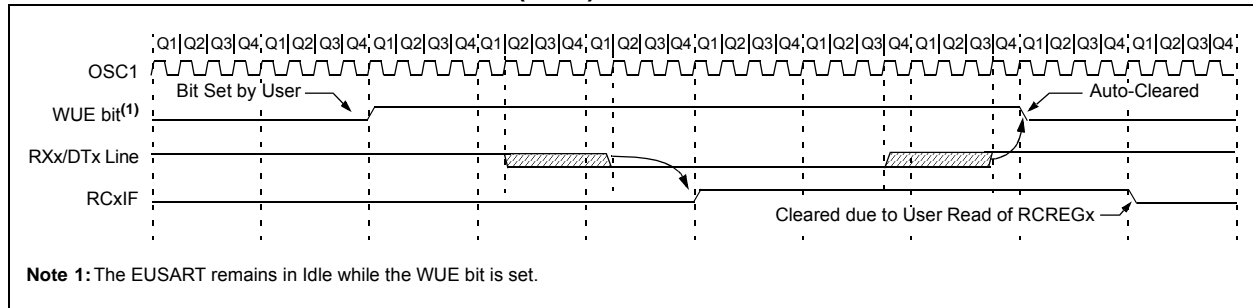 Q1 Q2 Q3 Q4 Q1 Q2 Q3 Q4 Q1 Q2 Q3 Q4 Q1 Q2 Q3 Q4 Q1 Q2 Q3 Q4 Q1 Q2 Q3 Q4 Q1 Q2 Q3 Q4 Q1 Q2 Q3 Q4 Q1 Q2 Q3 Q4 Q1 Q2 Q3 Q4
OSC1
Bit Set by User
Auto-Cleared
WUE bit(1)
RXx/DTx Line
RCxIF
Cleared due to User Read of RCREGx
Note 1: The EUSART remains in Idle while the WUE bit is set.